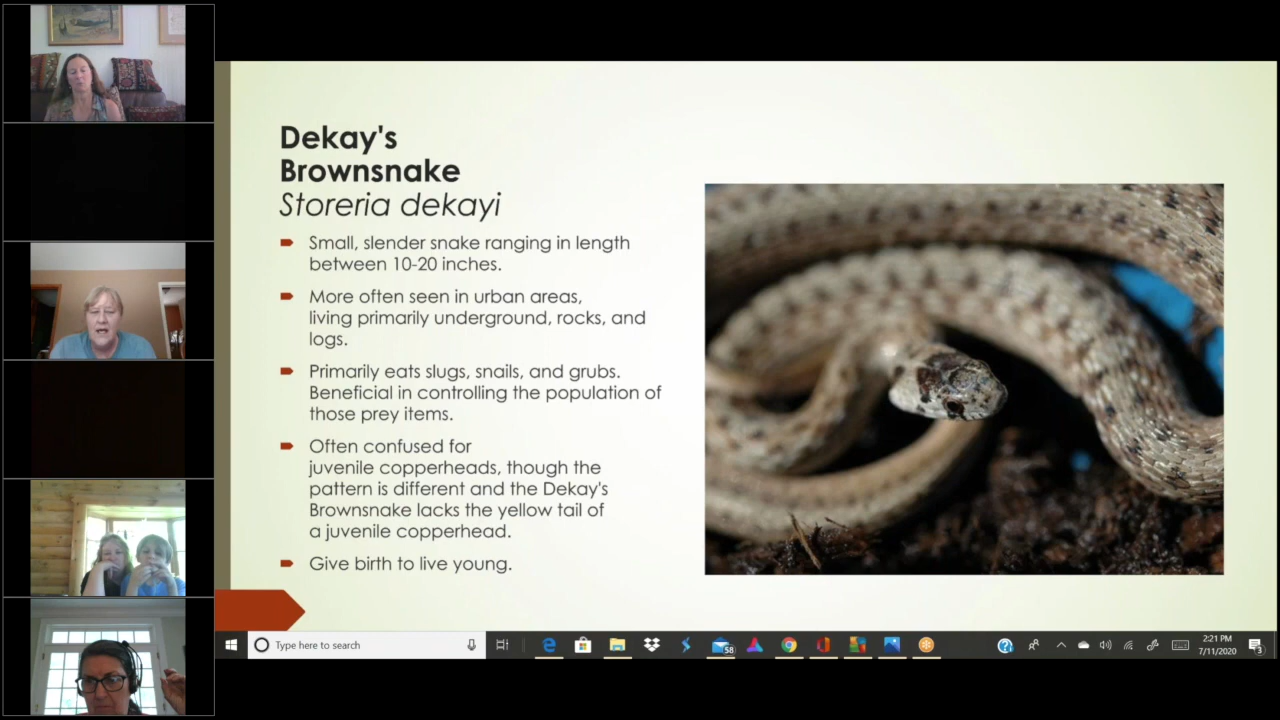 Dekay's
Brownsnake
Storeria dekayi
Small, slender snake ranging in length
between 10-20 inches.
More often seen in urban areas,
living primarily underground, rocks, and
logs.
Primarily eats slugs, snails, and grubs.
Beneficial in controlling the population of
those prey items.
Often confused for
juvenile copperheads, though the
pattern is different and the Dekay's
Brownsnake lacks the yellow tail of
a juvenile copperhead.
Give birth to live young.
Type here to search
58
2:21 PM
7/11/2020
3